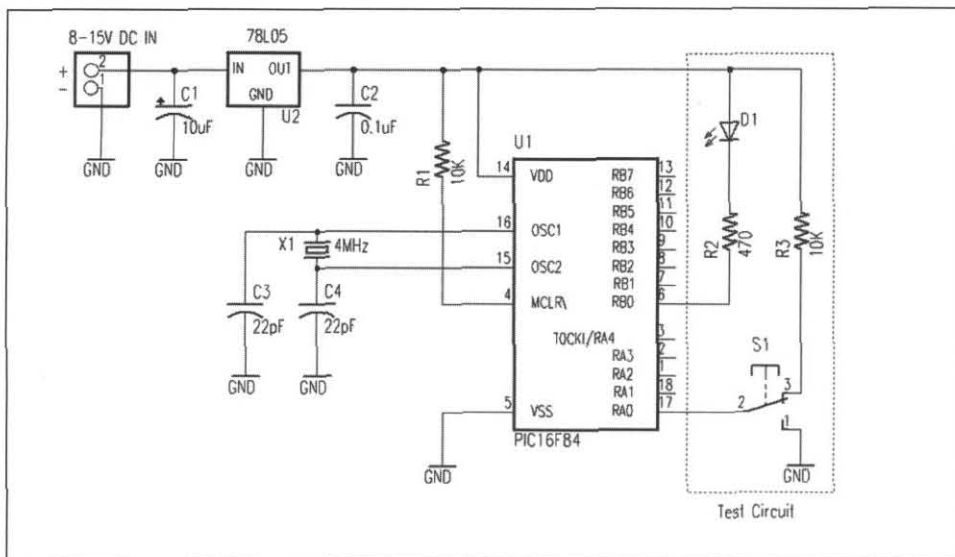 8-15V DC IN
78L05
+
2
-
1
IN
OUT
GND
U2
C1
10uF
C2
0.1uF
GND
GND
GND
GND
R1
10K
U1
14
VDD
16
OSC1
15
OSC2
4
MCLR\
5
VSS
RB7
13
RB6
12
RB5
11
RB4
10
RB3
9
RB2
8
RB1
7
RB0
6
TOCKI/RA4
3
RA3
2
RA2
1
RA1
18
RA0
17
PIC16F84
X1
4MHz
C3
22pF
C4
22pF
GND
GND
GND
D1
R2
470
R3
10K
S1
2
3
1
GND
Test Circuit